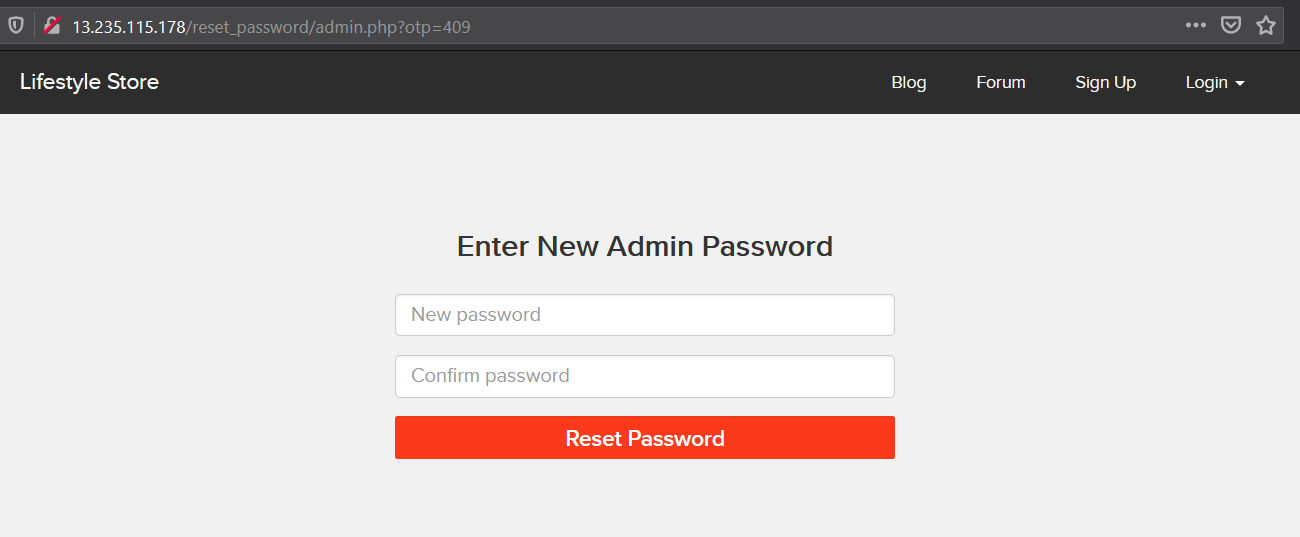 13.235.115.178/reset_password/admin.php?otp=409
Lifestyle Store Blog Forum Sign Up Login
Enter New Admin Password
New password
Confirm password
Reset Password